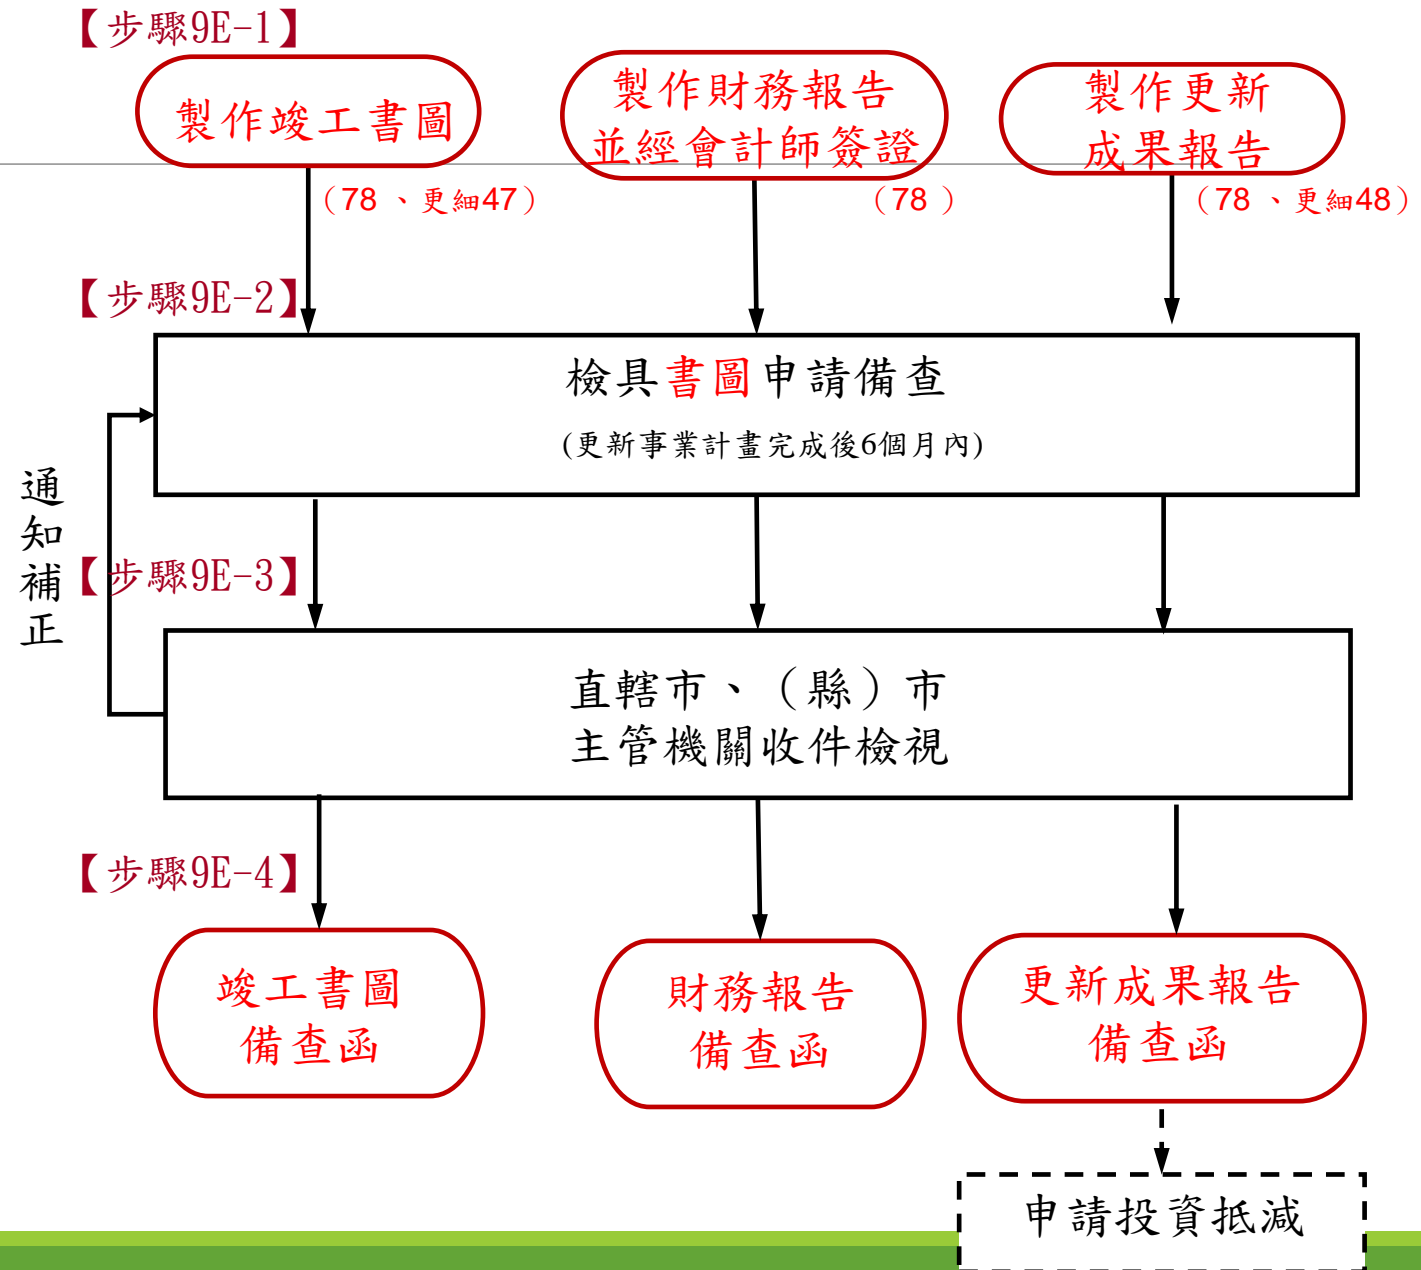 【步驟9E-1】
製作竣工書圖
製作財務報告
並經會計師簽證
製作更新
成果報告
（78 、更細47）
（78 ）
（78 、更細48）
【步驟9E-2】
檢具書圖申請備查
(更新事業計畫完成後6個月內)
通知補正
【步驟9E-3】
直轄市、（縣）市
主管機關收件檢視
【步驟9E-4】
竣工書圖
備查函
財務報告
備查函
更新成果報告
備查函
申請投資抵減